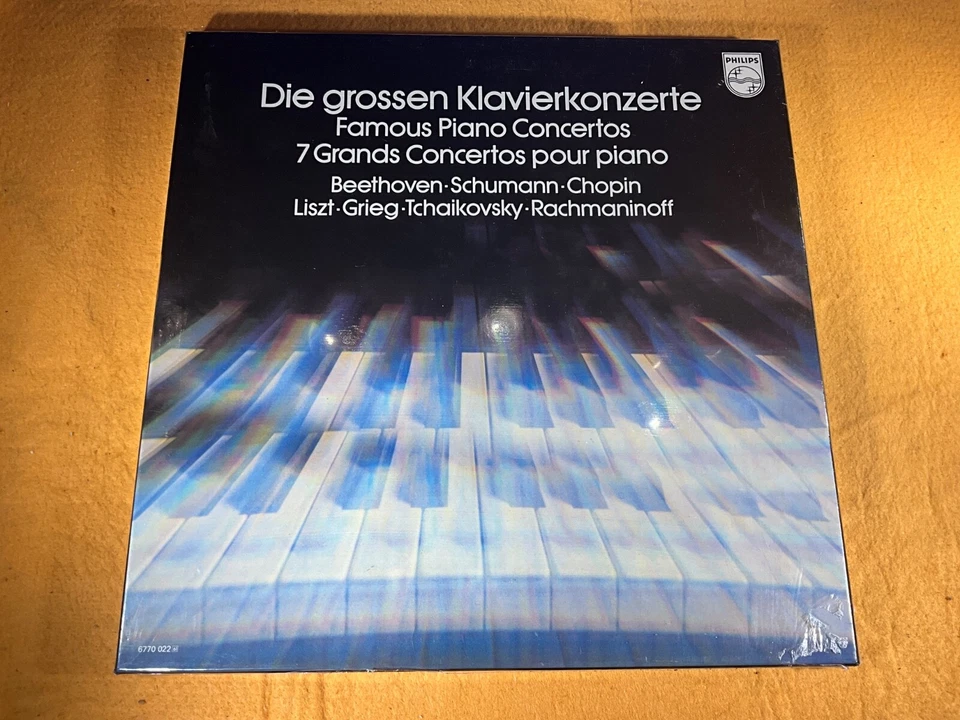 PHILIPS
Die grossen Klavierkonzerte
Famous Piano Concertos
7 Grands Concertos pour piano
Beethoven·Schumann·Chopin
Liszt·Grieg·Tchaikovsky·Rachmaninoff
6770 022